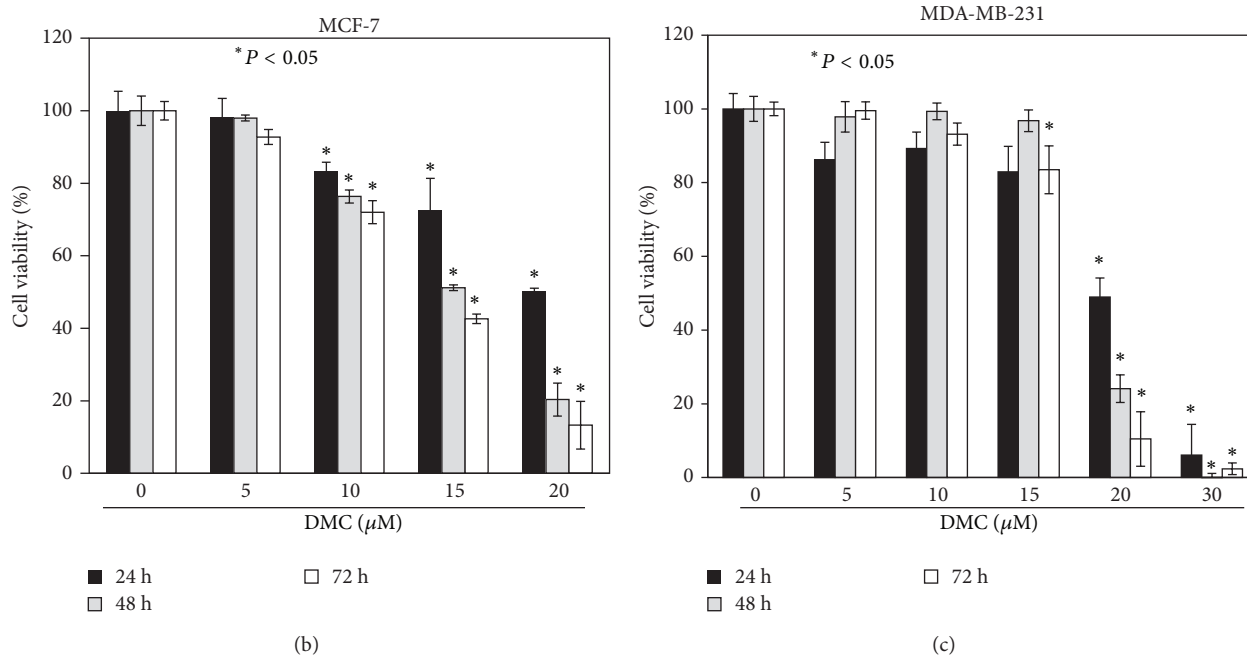 MCF-7
* P < 0.05
120
100
80
60
40
20
0
Cell viability (%)
* * *
* * *
* * *
0 5 10 15 20
DMC (μM)
24 h
48 h
72 h
(b)
MDA-MB-231
* P < 0.05
120
100
80
60
40
20
0
Cell viability (%)
*
* * *
* * *
0 5 10 15 20 30
DMC (μM)
24 h
48 h
72 h
(c)